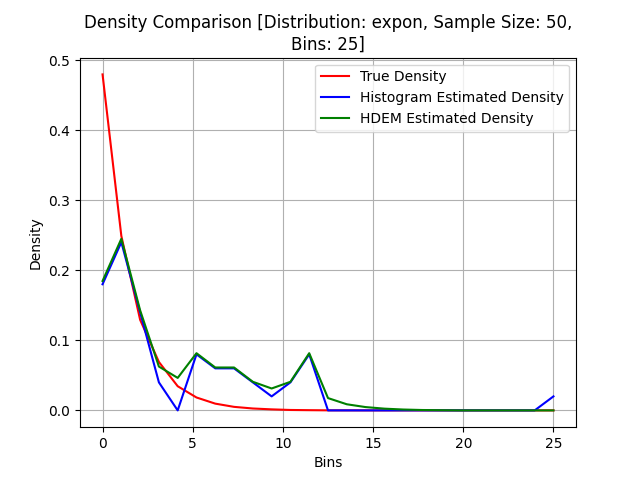 Density Comparison [Distribution: expon, Sample Size: 50,
Bins: 25]
True Density
Histogram Estimated Density
HDEM Estimated Density
Density
0.5
0.4
0.3
0.2
0.1
0.0
0 5 10 15 20 25
Bins